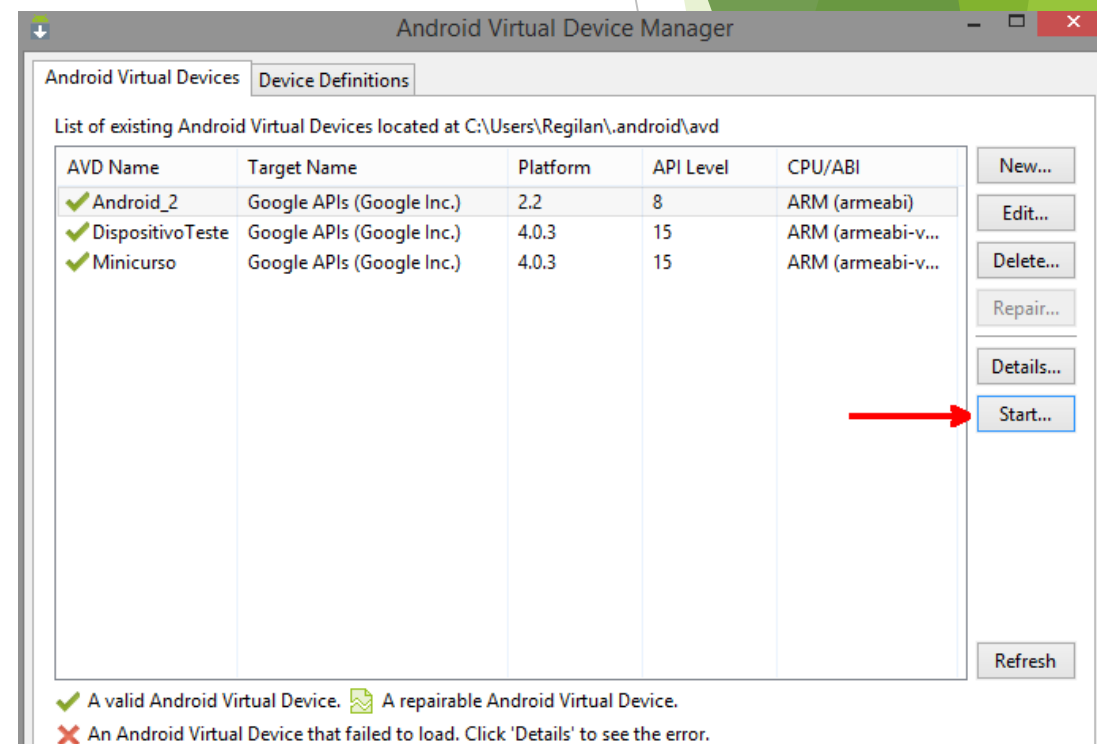 Android Virtual Device Manager
Android Virtual Devices Device Definitions
List of existing Android Virtual Devices located at C:\Users\Regilan\.android\avd
AVD Name Target Name Platform API Level CPU/ABI New...
Android_2 Google APIs (Google Inc.) 2.2 8 ARM (armeabi) Edit...
DispositivoTeste Google APIs (Google Inc.) 4.0.3 15 ARM (armeabi-v...
Minicurso Google APIs (Google Inc.) 4.0.3 15 ARM (armeabi-v... Delete...
Repair...
Details...
Start...
Refresh
A valid Android Virtual Device. A repairable Android Virtual Device.
An Android Virtual Device that failed to load. Click 'Details' to see the error.